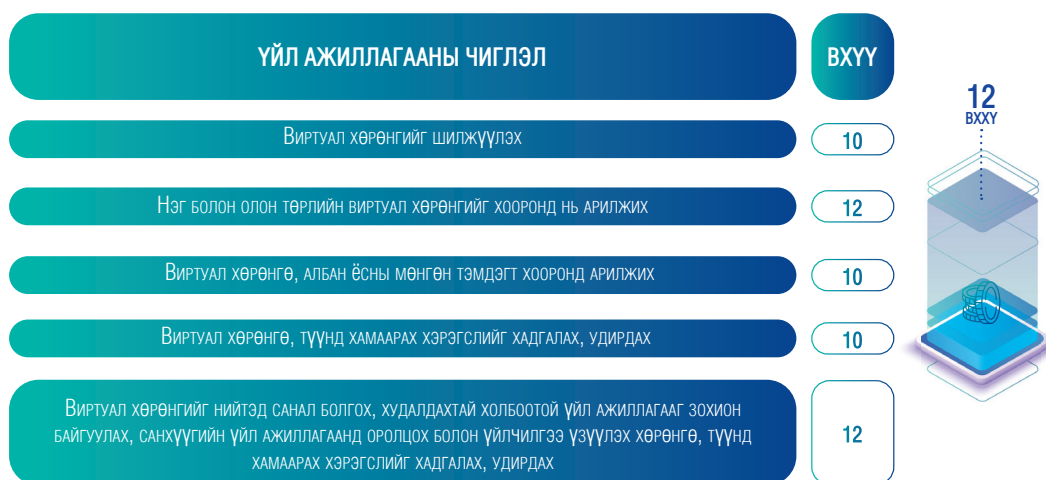 ҮЙЛ АЖИЛЛАГААНЫ ЧИГЛЭЛ
ВХҮҮ
Виртуал хөрөнгийг шилжүүлэх
10
Нэг болон олон төрлийн виртуал хөрөнгийг хооронд нь арилжих
12
Виртуал хөрөнгө, албан ёсны мөнгөн тэмдэгт хооронд арилжих
10
Виртуал хөрөнгө, түүнд хамаарах хэрэгслийг хадгалах, удирдах
10
Виртуал хөрөнгийг нийтэд санал болгох, худалдахтай холбоотой үйл ажиллагааг зохион
байгуулах, санхүүгийн үйл ажиллагаанд оролцох болон үйлчилгээ үзүүлэх хөрөнгө, түүнд
хамаарах хэрэгслийг хадгалах, удирдах
12
12
ВХХҮ